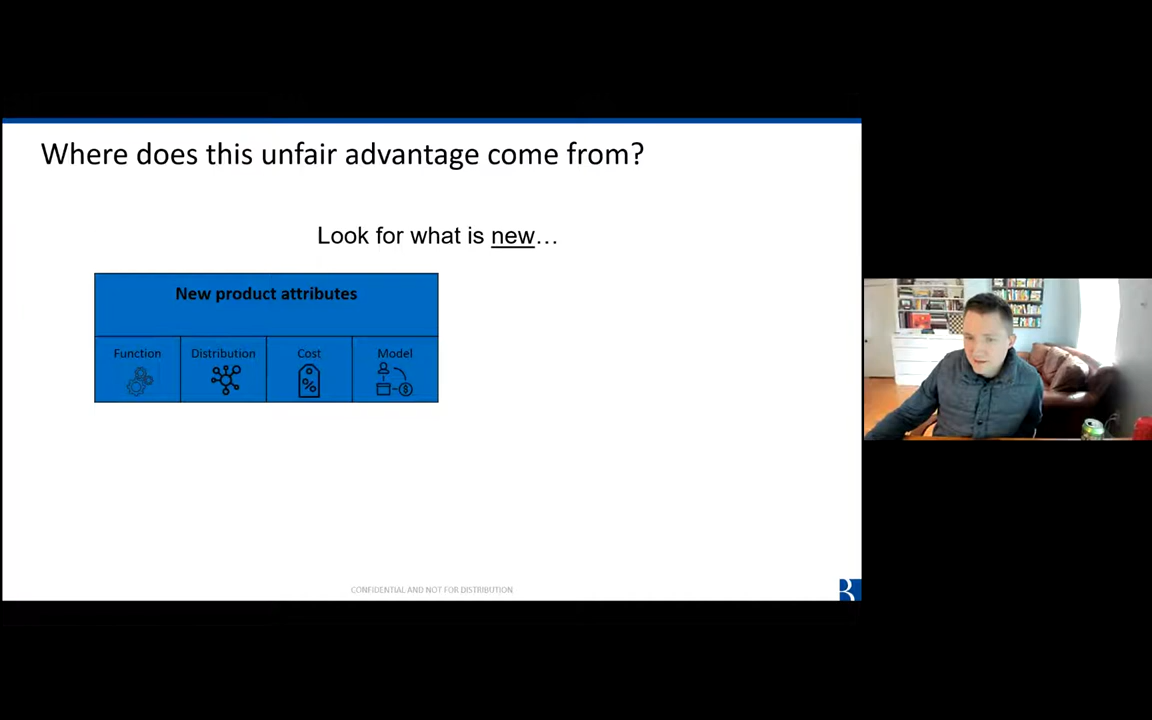 Where does this unfair advantage come from?
Look for what is new…
New product attributes
Function Distribution Cost Model
CONFIDENTIAL AND NOT FOR DISTRIBUTION